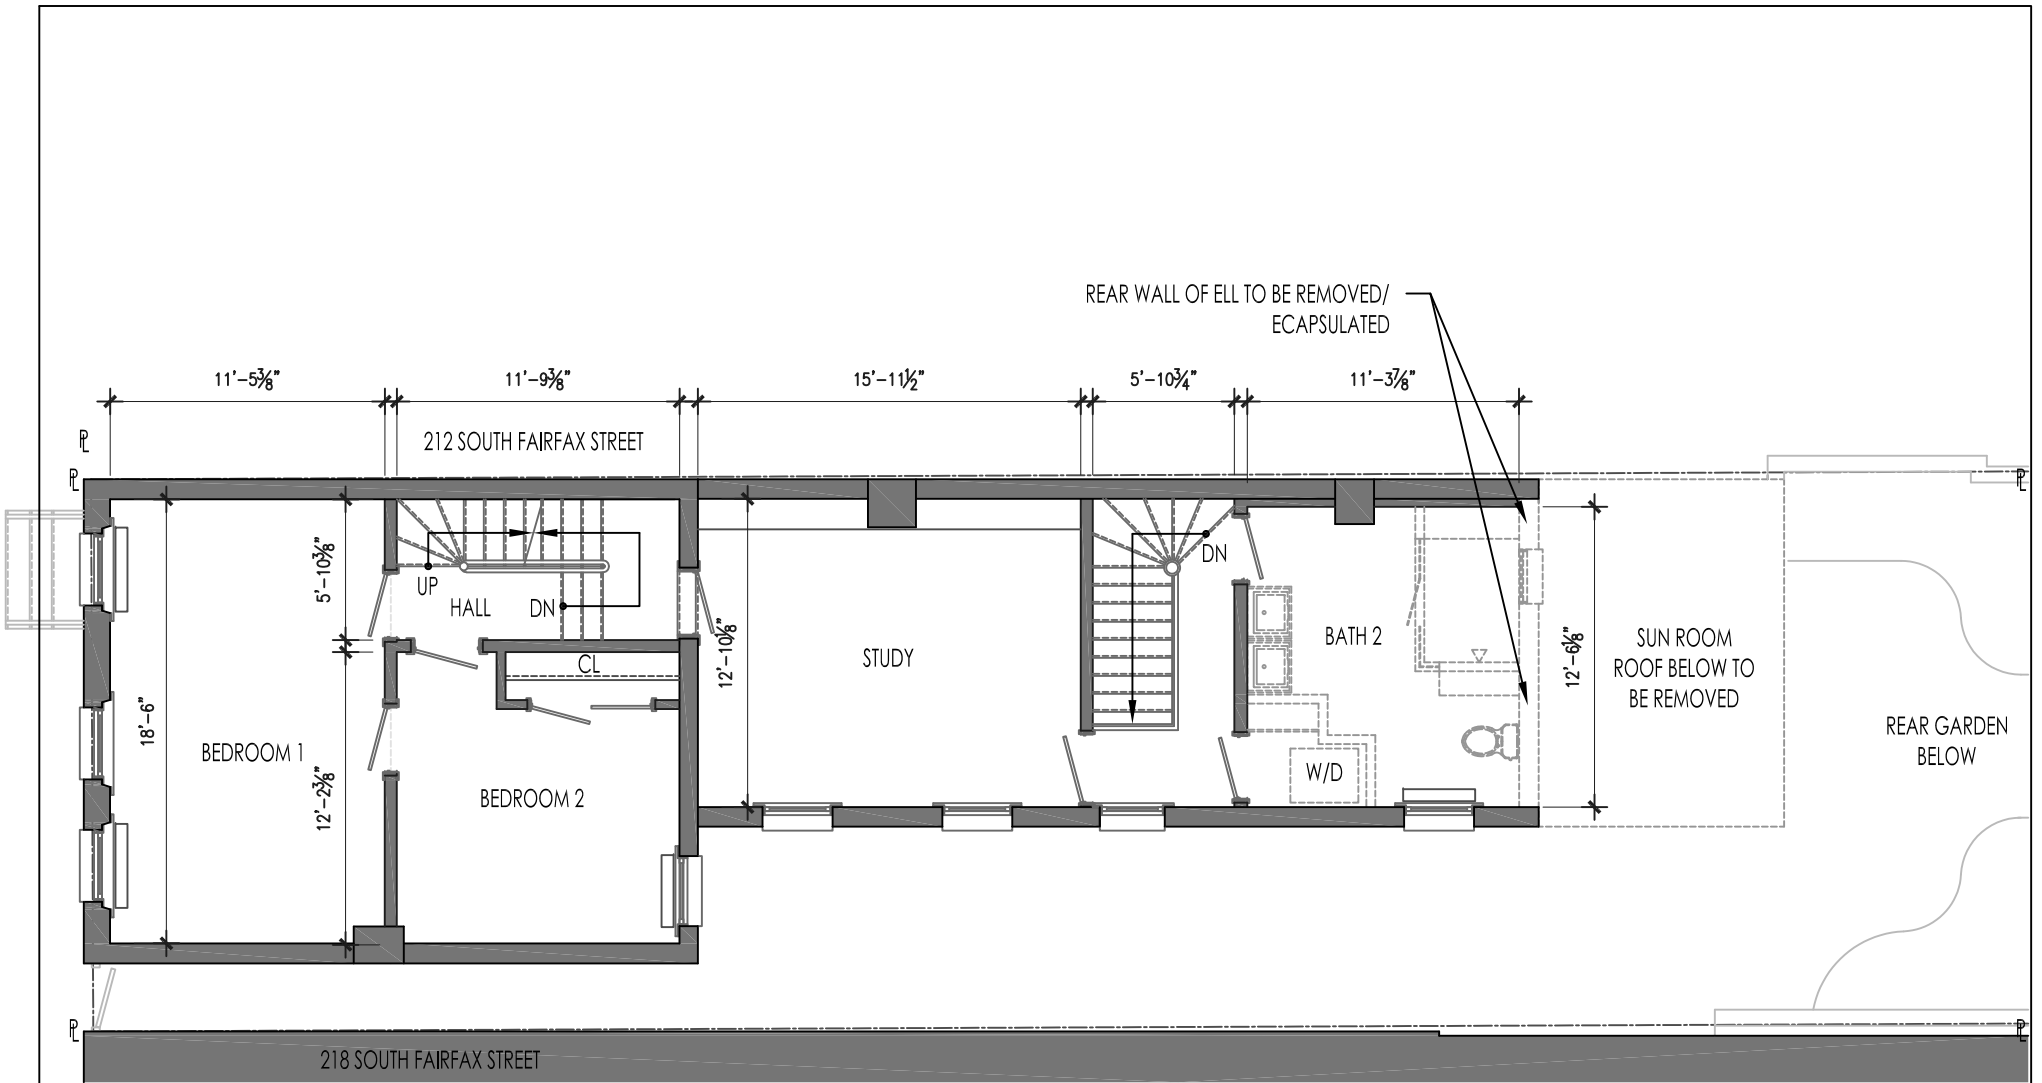 REAR WALL OF ELL TO BE REMOVED/
ECAPSULATED
11'-5⅜"
11'-9⅜"
15'-11½"
5'-10¾"
11'-3⅞"
℄
212 SOUTH FAIRFAX STREET
PL
PL
PL
5'-10⅜"
UP
HALL
DN
DN
CL
12'-10⅛"
STUDY
BATH 2
12'-6⅛"
SUN ROOM
ROOF BELOW TO
BE REMOVED
18'-6"
BEDROOM 1
12'-2⅜"
BEDROOM 2
W/D
REAR GARDEN
BELOW
PL
PL
218 SOUTH FAIRFAX STREET